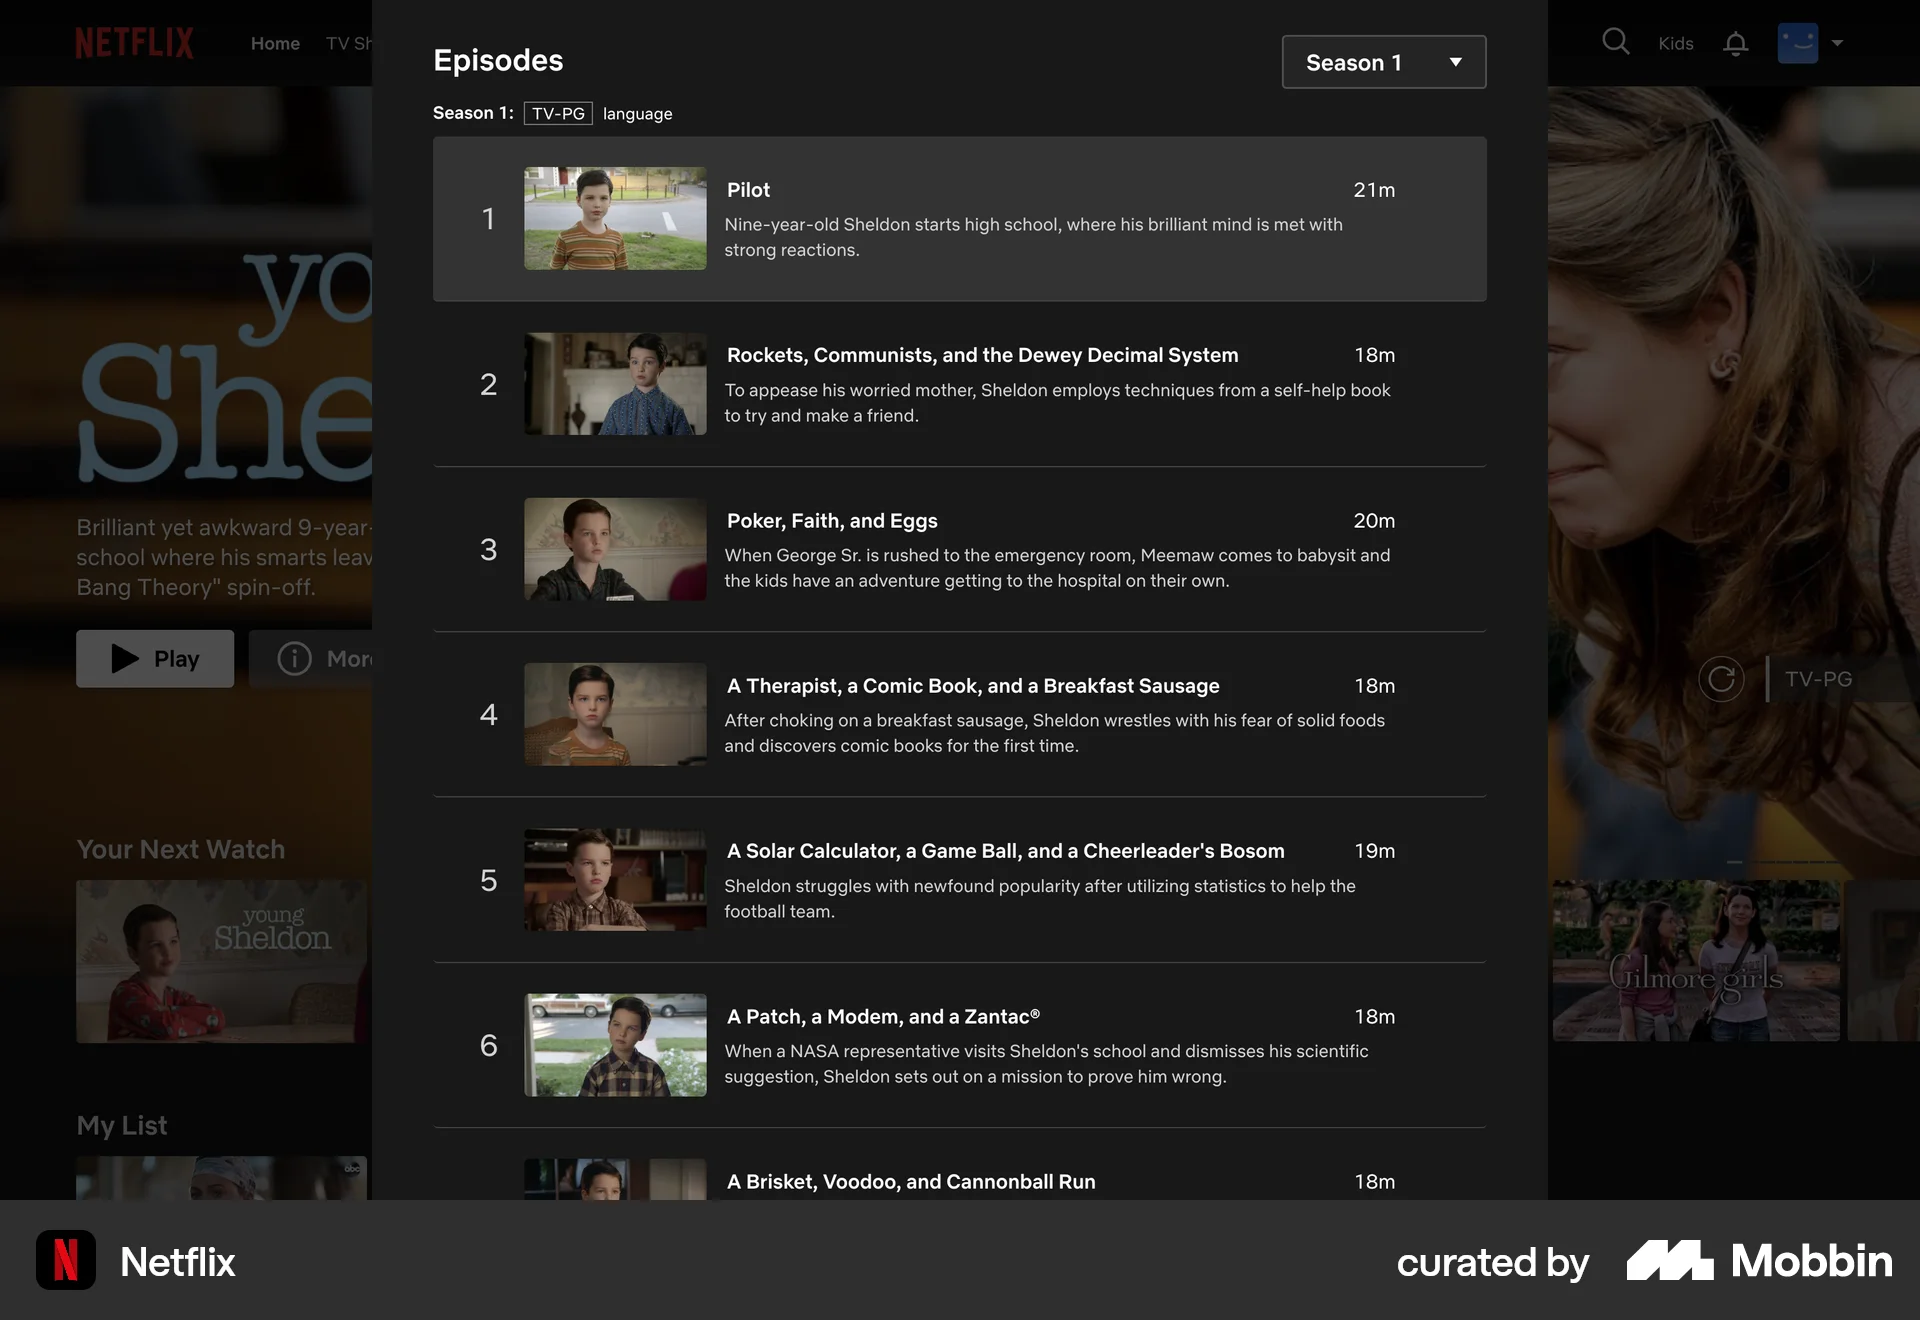 NETFLIX
Home
TV Sh
Kids
Episodes
Season 1
Season 1: TV-PG language
1
Pilot
21m
Nine-year-old Sheldon starts high school, where his brilliant mind is met with
strong reactions.
2
Rockets, Communists, and the Dewey Decimal System
18m
To appease his worried mother, Sheldon employs techniques from a self-help book
to try and make a friend.
3
Poker, Faith, and Eggs
20m
When George Sr. is rushed to the emergency room, Meemaw comes to babysit and
the kids have an adventure getting to the hospital on their own.
4
A Therapist, a Comic Book, and a Breakfast Sausage
18m
After choking on a breakfast sausage, Sheldon wrestles with his fear of solid foods
and discovers comic books for the first time.
5
A Solar Calculator, a Game Ball, and a Cheerleader's Bosom
19m
Sheldon struggles with newfound popularity after utilizing statistics to help the
football team.
6
A Patch, a Modem, and a Zantac®
18m
When a NASA representative visits Sheldon's school and dismisses his scientific
suggestion, Sheldon sets out on a mission to prove him wrong.
A Brisket, Voodoo, and Cannonball Run
18m
yo
She
Brilliant yet awkward 9-year-
school where his smarts leav
Bang Theory" spin-off.
Play
More
TV-PG
Your Next Watch
young
Sheldon
Gilmore girls
My List
abc
Netflix
curated by Mobbin